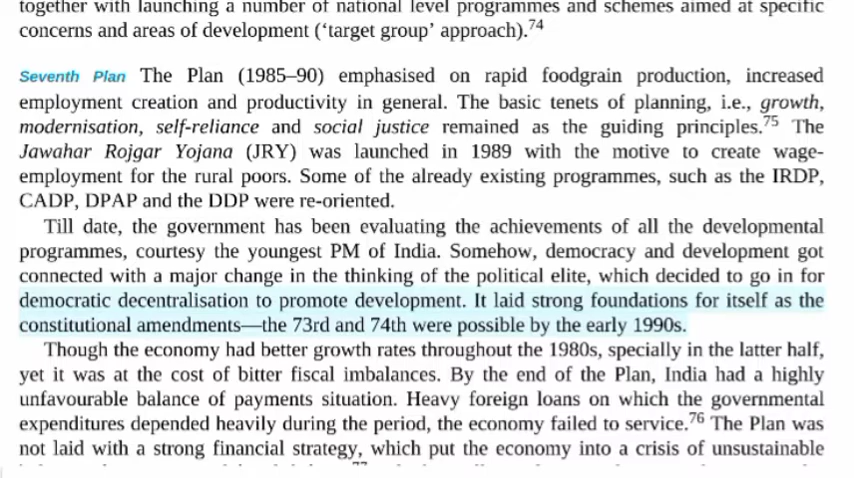 together with launching a number of national level programmes and schemes aimed at specific
concerns and areas of development (‘target group’ approach).74
Seventh Plan The Plan (1985–90) emphasised on rapid foodgrain production, increased
employment creation and productivity in general. The basic tenets of planning, i.e., growth,
modernisation, self-reliance and social justice remained as the guiding principles.75 The
Jawahar Rojgar Yojana (JRY) was launched in 1989 with the motive to create wage-
employment for the rural poors. Some of the already existing programmes, such as the IRDP,
CADP, DPAP and the DDP were re-oriented.
Till date, the government has been evaluating the achievements of all the developmental
programmes, courtesy the youngest PM of India. Somehow, democracy and development got
connected with a major change in the thinking of the political elite, which decided to go in for
democratic decentralisation to promote development. It laid strong foundations for itself as the
constitutional amendments—the 73rd and 74th were possible by the early 1990s.
Though the economy had better growth rates throughout the 1980s, specially in the latter half,
yet it was at the cost of bitter fiscal imbalances. By the end of the Plan, India had a highly
unfavourable balance of payments situation. Heavy foreign loans on which the governmental
expenditures depended heavily during the period, the economy failed to service.76 The Plan was
not laid with a strong financial strategy, which put the economy into a crisis of unsustainable